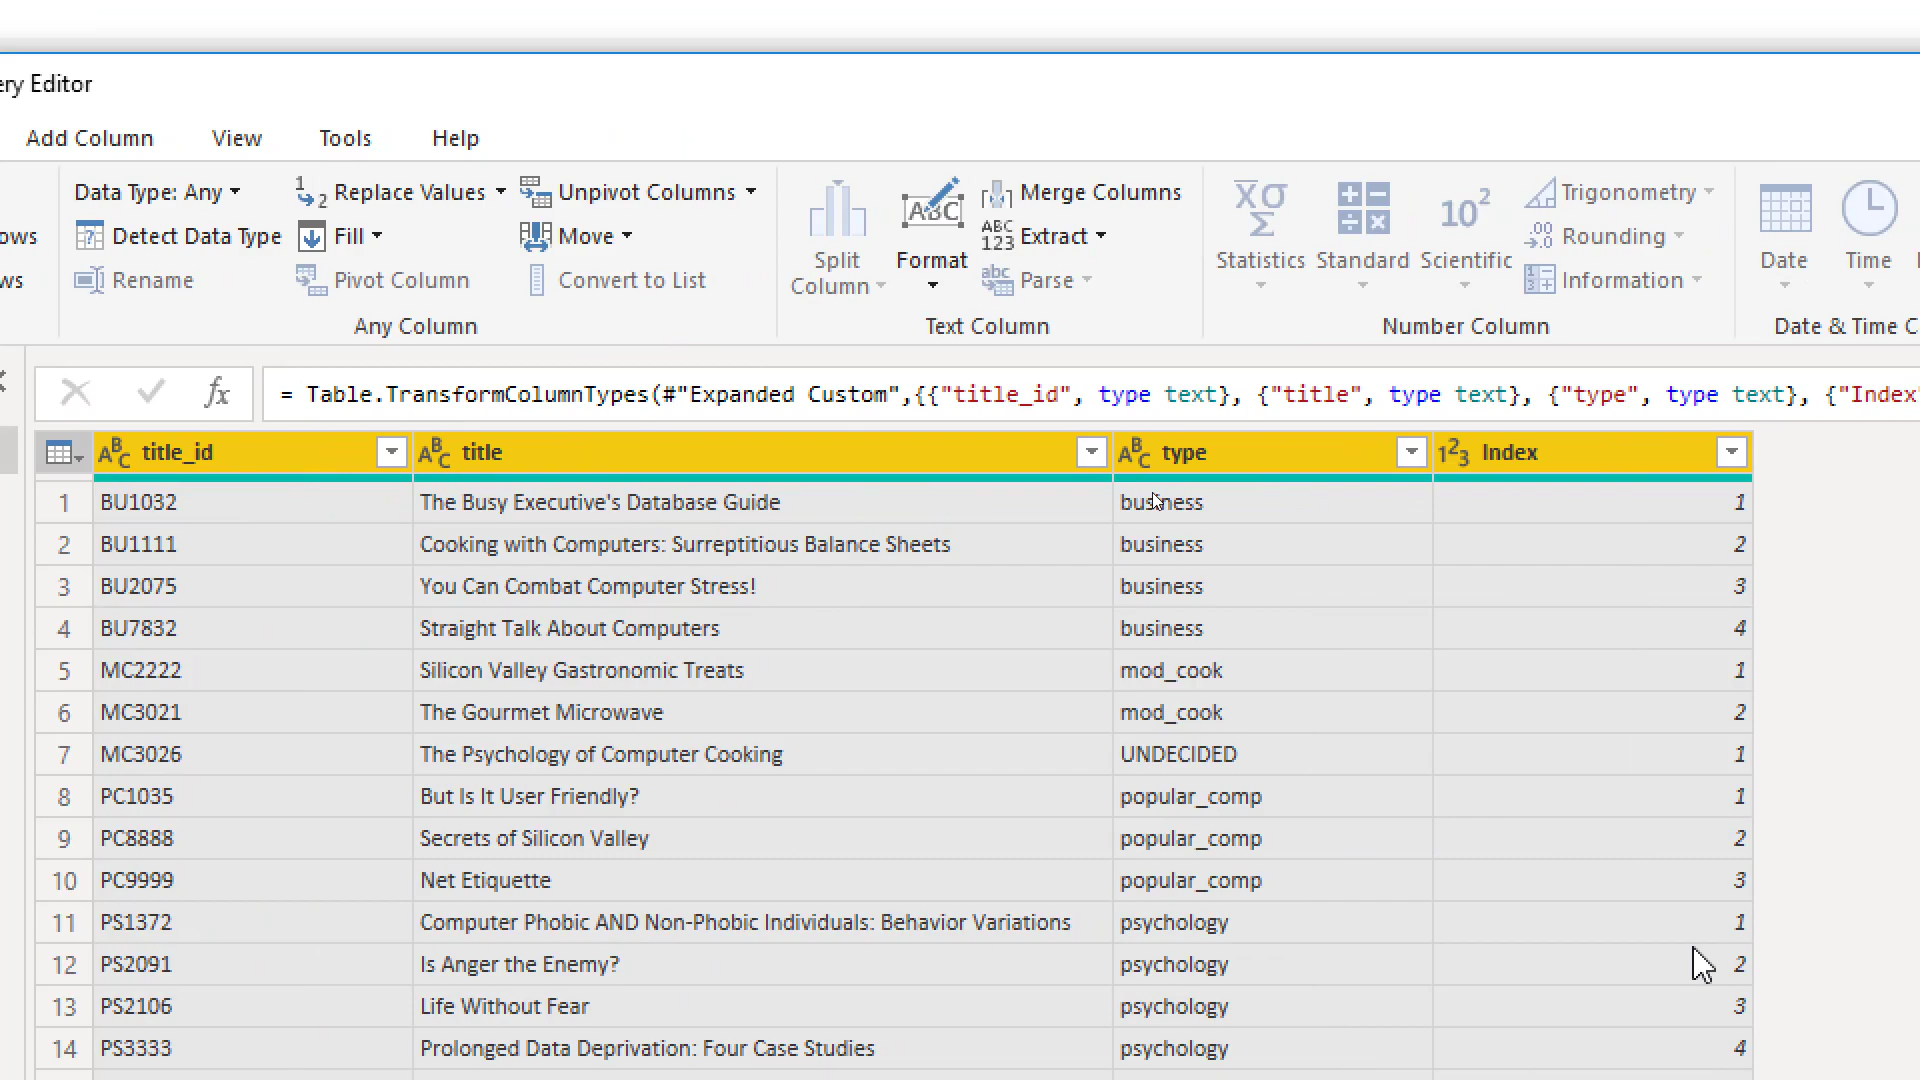 ery Editor
Add Column View Tools Help
Data Type: Any Replace Values Unpivot Columns Merge Columns Trigonometry
ows Detect Data Type Fill Move Split Column Format Extract Statistics Standard Scientific Rounding Date Time
ws Rename Pivot Column Convert to List Parse Information
Any Column Text Column Number Column Date & Time C
fx = Table.TransformColumnTypes(#"Expanded Custom",{{"title_id", type text}, {"title", type text}, {"type", type text}, {"Index"
title_id title type Index
1 BU1032 The Busy Executive's Database Guide business 1
2 BU1111 Cooking with Computers: Surreptitious Balance Sheets business 2
3 BU2075 You Can Combat Computer Stress! business 3
4 BU7832 Straight Talk About Computers business 4
5 MC2222 Silicon Valley Gastronomic Treats mod_cook 1
6 MC3021 The Gourmet Microwave mod_cook 2
7 MC3026 The Psychology of Computer Cooking UNDECIDED 1
8 PC1035 But Is It User Friendly? popular_comp 1
9 PC8888 Secrets of Silicon Valley popular_comp 2
10 PC9999 Net Etiquette popular_comp 3
11 PS1372 Computer Phobic AND Non-Phobic Individuals: Behavior Variations psychology 1
12 PS2091 Is Anger the Enemy? psychology 2
13 PS2106 Life Without Fear psychology 3
14 PS3333 Prolonged Data Deprivation: Four Case Studies psychology 4